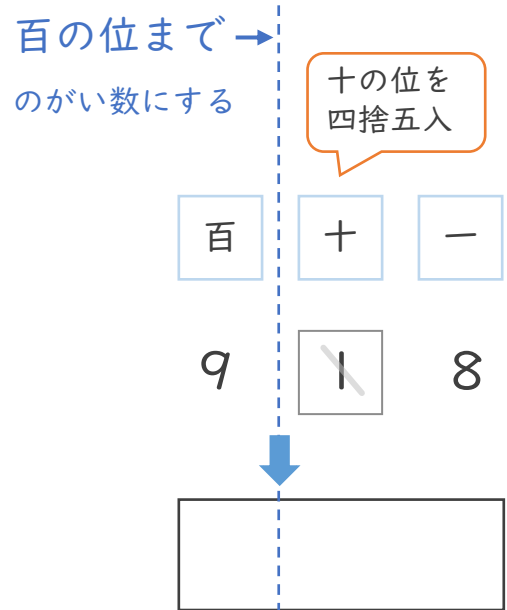 百の位まで
のがい数にする
十の位を
四捨五入
百 十 一
9 1 8